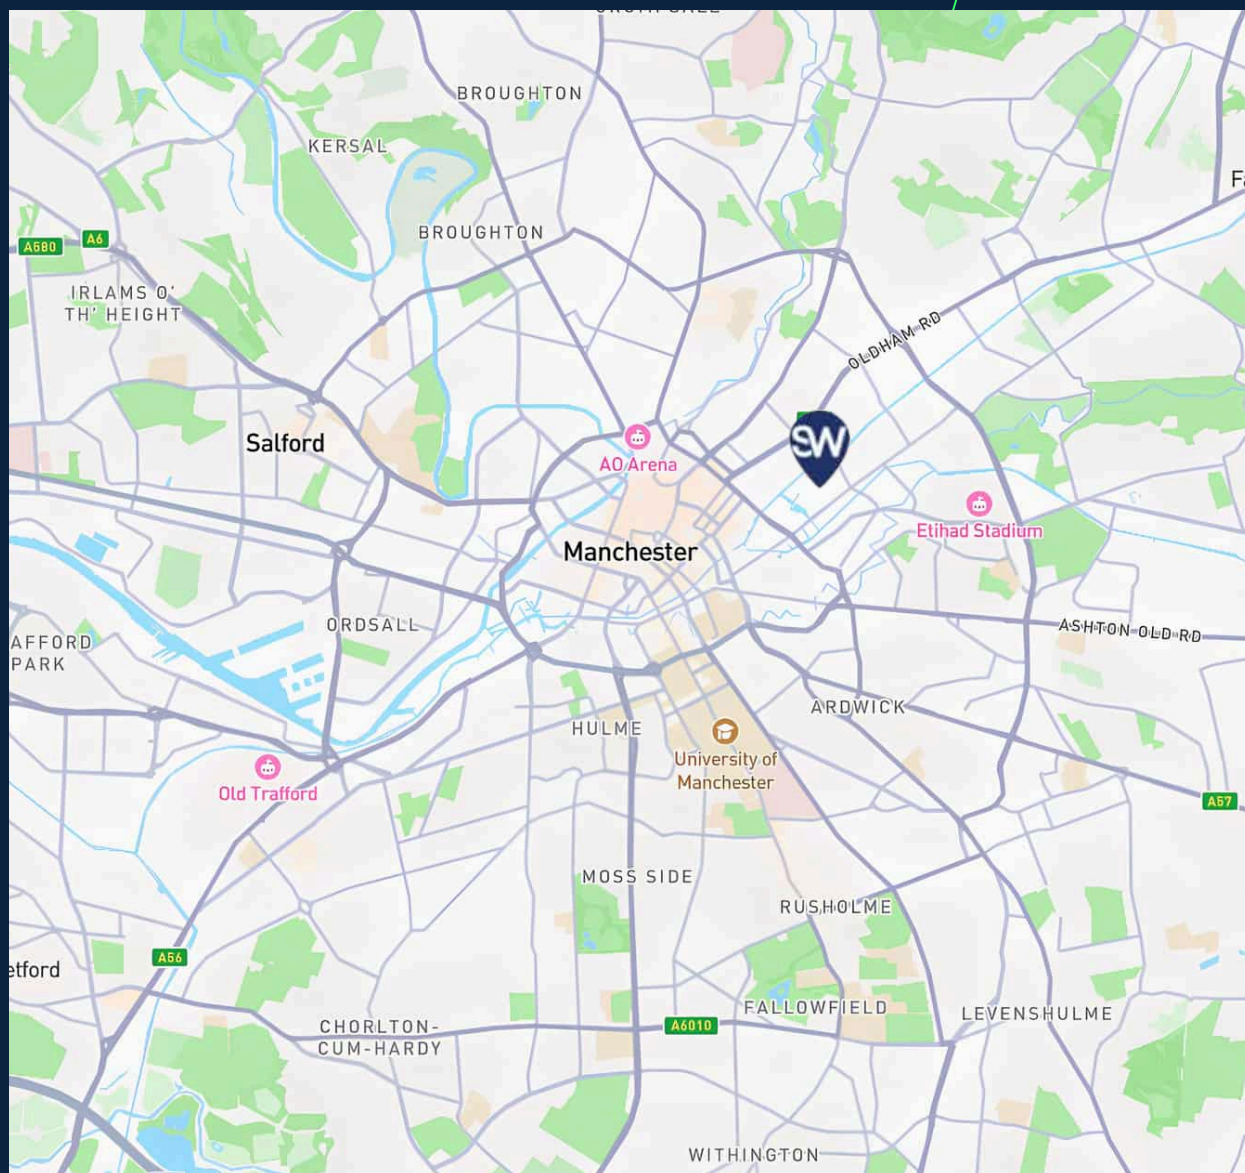 BROUGHTON
KERSAL
BROUGHTON
A580
A6
IRLAMS O'
TH' HEIGHT
OLDHAM RD
SW
Salford
AO Arena
Etihad Stadium
Manchester
ORDSALL
ASHTON OLD RD
AFFORD
PARK
ARDWICK
HULME
University of
Manchester
Old Trafford
A57
MOSS SIDE
RUSHOLME
A56
etford
FALLOWFIELD
LEVENSHULME
A6010
CHORLTON-
CUM-HARDY
WITHINGTON